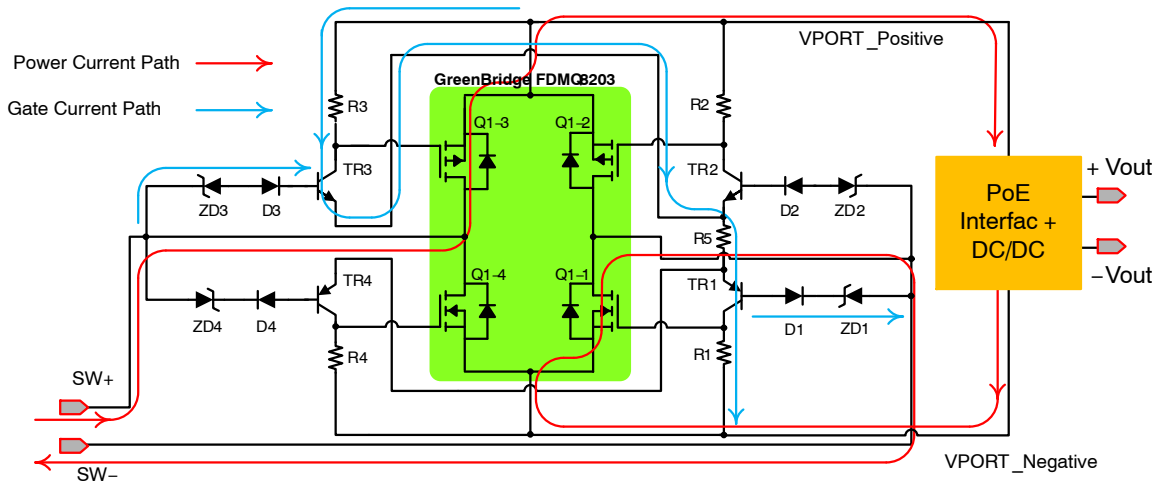 VPORT _Positive
Power Current Path
GreenBridge FDMQ8203
Gate Current Path
R3
R2
Q1-3
Q1-2
TR3
TR2
+ Vout
PoE
Interfac +
DC/DC
ZD3
D3
D2
ZD2
R5
−Vout
Q1-4
Q1-1
TR4
TR1
ZD4
D4
D1
ZD1
R4
R1
SW+
SW−
VPORT _Negative